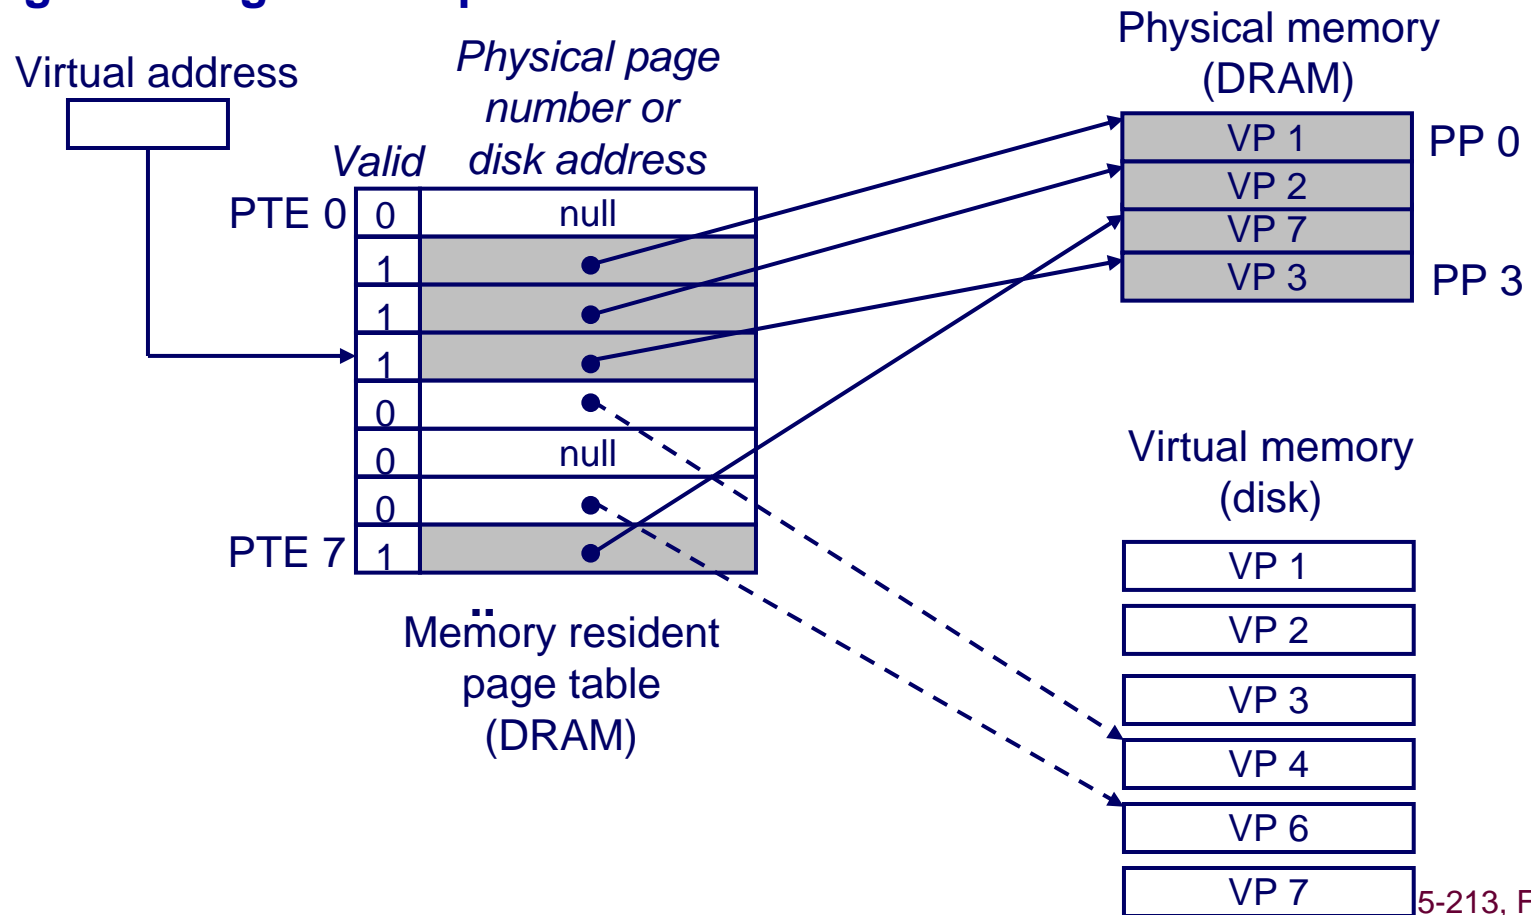 Virtual address
Physical page
number or
disk address
Valid
PTE 0
0
null
1
1
1
0
0
null
0
PTE 7
1
Memory resident
page table
(DRAM)
Physical memory
(DRAM)
VP 1
PP 0
VP 2
VP 7
VP 3
PP 3
Virtual memory
(disk)
VP 1
VP 2
VP 3
VP 4
VP 6
VP 7
5-213, F